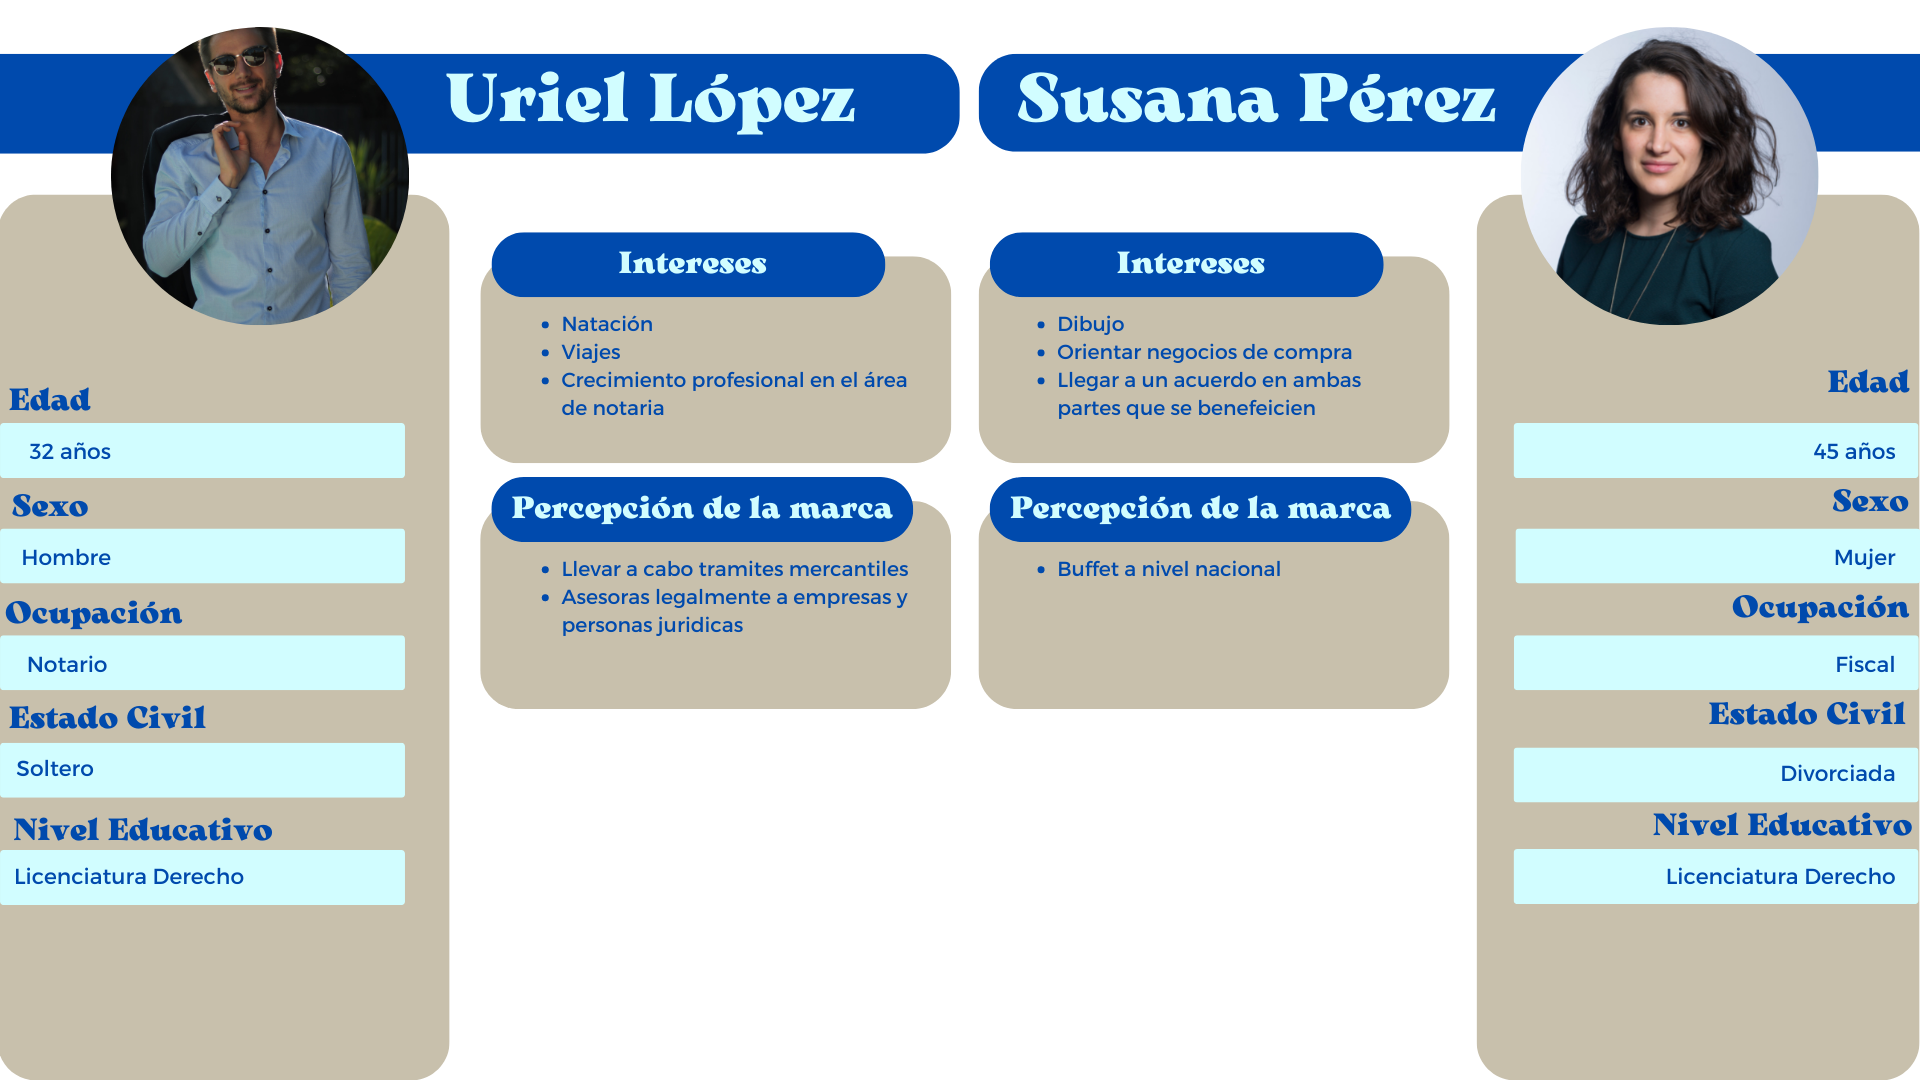 Uriel López
Edad
32 años
Sexo
Hombre
Ocupación
Notario
Estado Civil
Soltero
Nivel Educativo
Licenciatura Derecho
Intereses
Natación
Viajes
Crecimiento profesional en el área
de notaria
Percepción de la marca
Llevar a cabo tramites mercantiles
Asesoras legalmente a empresas y
personas juridicas
Susana Pérez
Intereses
Dibujo
Orientar negocios de compra
Llegar a un acuerdo en ambas
partes que se benefeicien
Percepción de la marca
Buffet a nivel nacional
Edad
45 años
Sexo
Mujer
Ocupación
Fiscal
Estado Civil
Divorciada
Nivel Educativo
Licenciatura Derecho